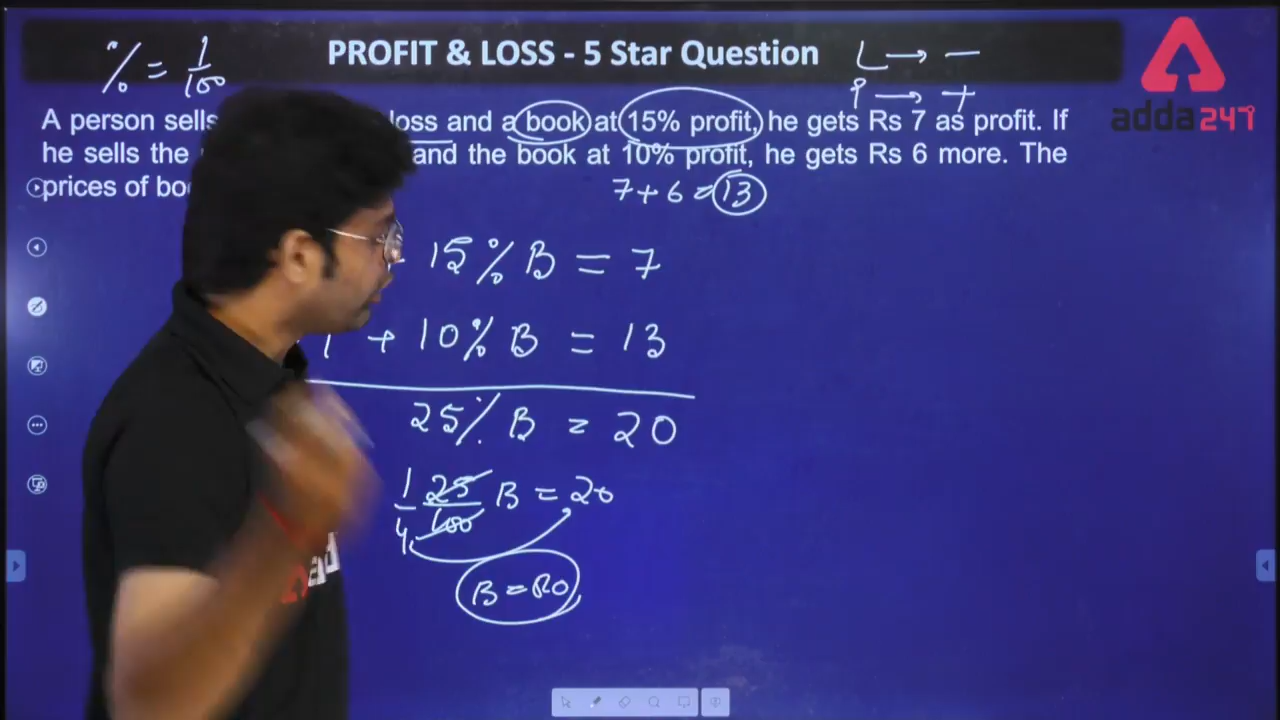 % = 1/100
PROFIT & LOSS - 5 Star Question
L → −
P → +
adda247
A person sells loss and a book at 15% profit, he gets Rs 7 as profit. If
he sells the and the book at 10% profit, he gets Rs 6 more. The
prices of
7 + 6 = 13
15% B = 7
+ 10% B = 13
25% B = 20
1/4 25/100 B = 20
B = 80